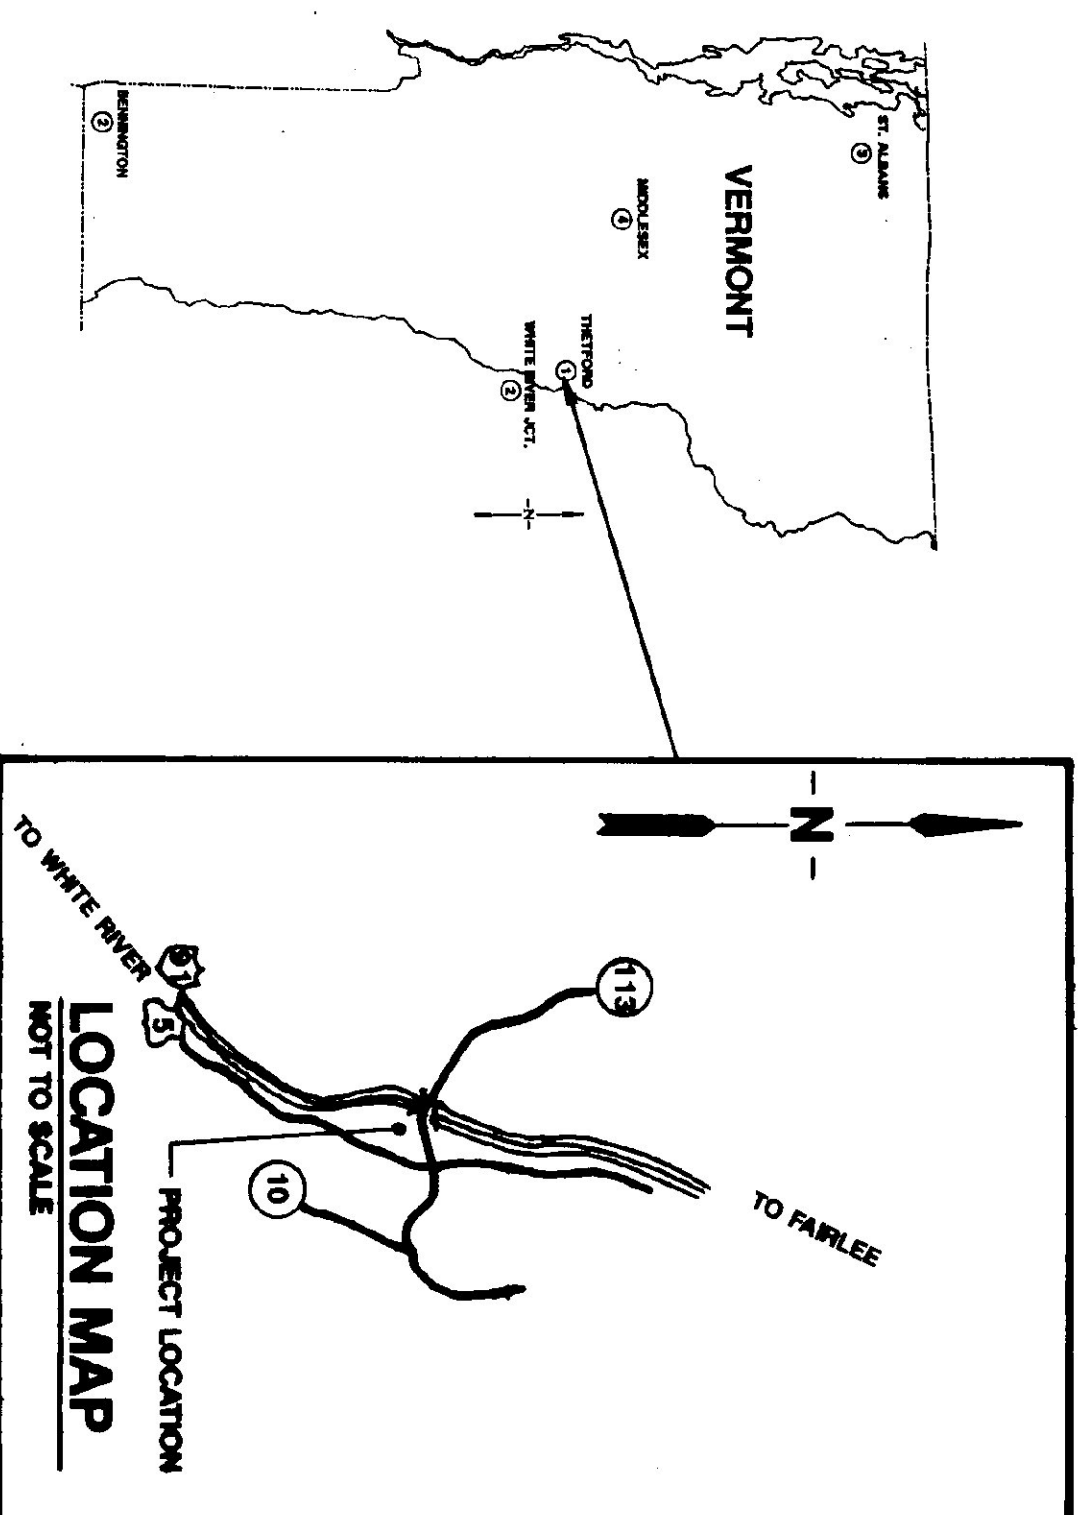 ST. ALBANS
3
VERMONT
MIDDLESEX
4
THETFORD
1
WHITE RIVER JCT.
2
BENNINGTON
2
-N-
-N-
113
TO FAIRLEE
10
91
5
TO WHITE RIVER
PROJECT LOCATION
LOCATION MAP
NOT TO SCALE